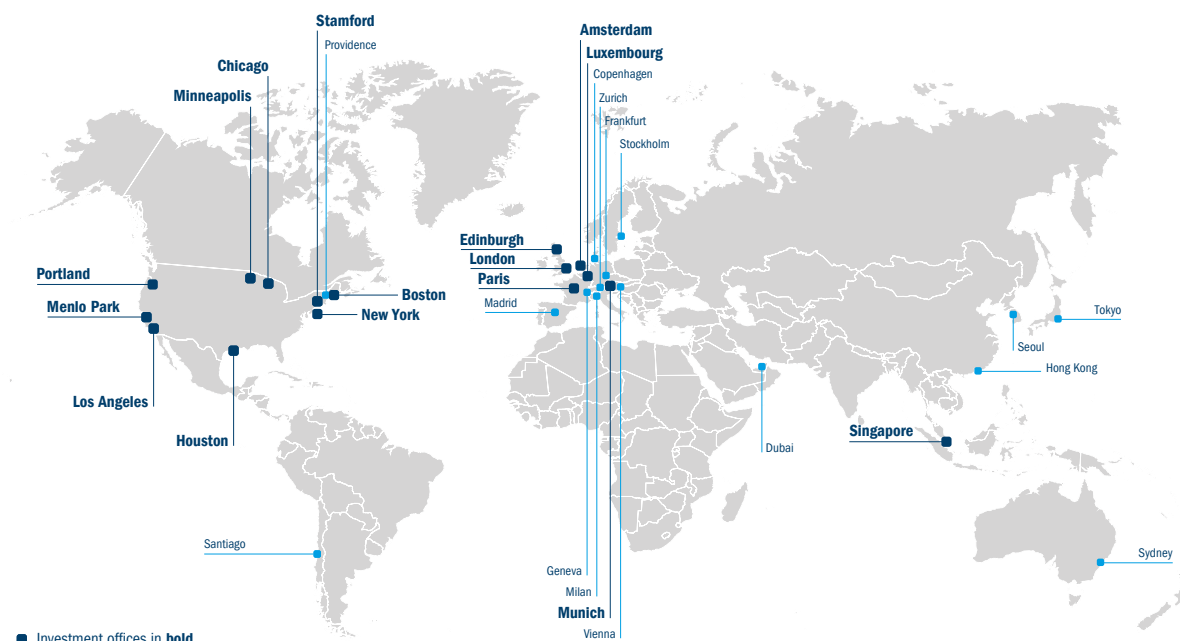 Stamford
Amsterdam
Providence
Luxembourg
Chicago
Copenhagen
Minneapolis
Zurich
Frankfurt
Stockholm
Edinburgh
London
Portland
Paris
Boston
Menlo Park
Madrid
New York
Tokyo
Seoul
Hong Kong
Los Angeles
Houston
Singapore
Dubai
Santiago
Sydney
Geneva
Milan
Munich
Vienna
Investment offices in bold